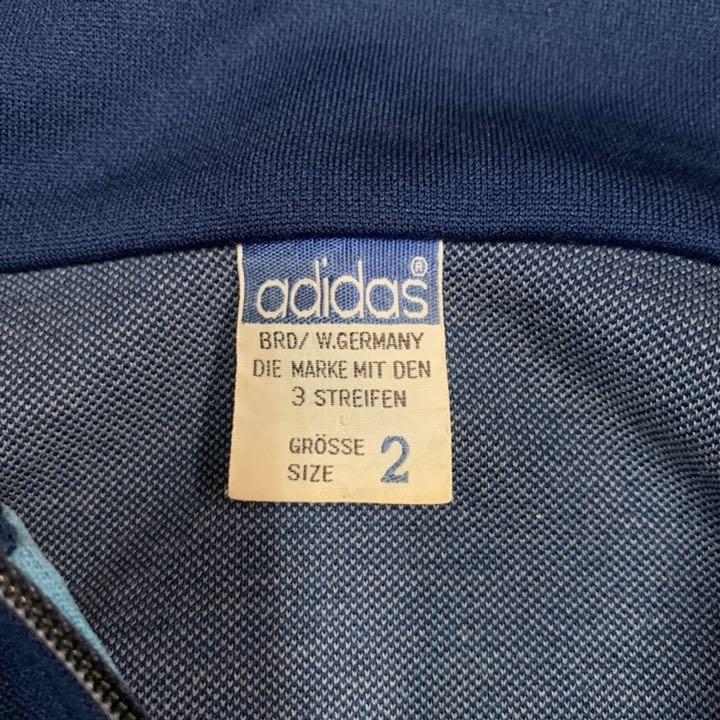 adidas®
BRD/ W.GERMANY
DIE MARKE MIT DEN
3 STREIFEN
GRÖSSE 2
SIZE